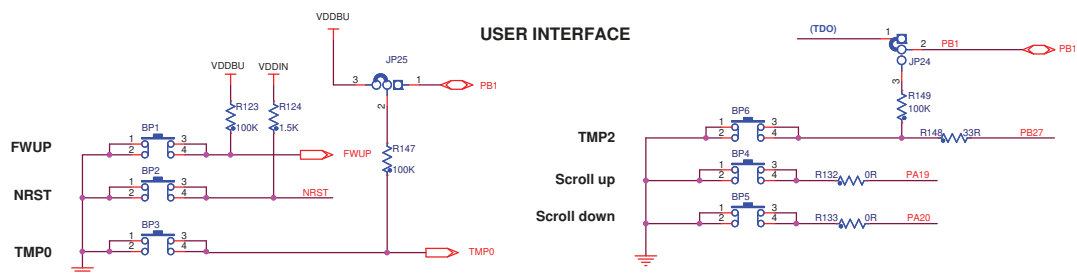 USER INTERFACE
VDDBU
JP25
3
1
PB1
2
VDDBU
VDDIN
R123
100K
R124
1.5K
R147
100K
FWUP
BP1
1
2
3
4
FWUP
NRST
BP2
1
2
3
4
NRST
TMP0
BP3
1
2
3
4
TMP0
(TDO)
1
2
PB1
PB1
JP24
3
R149
100K
TMP2
BP6
1
2
3
4
R148
33R
PB27
Scroll up
BP4
1
2
3
4
R132
0R
PA19
Scroll down
BP5
1
2
3
4
R133
0R
PA20